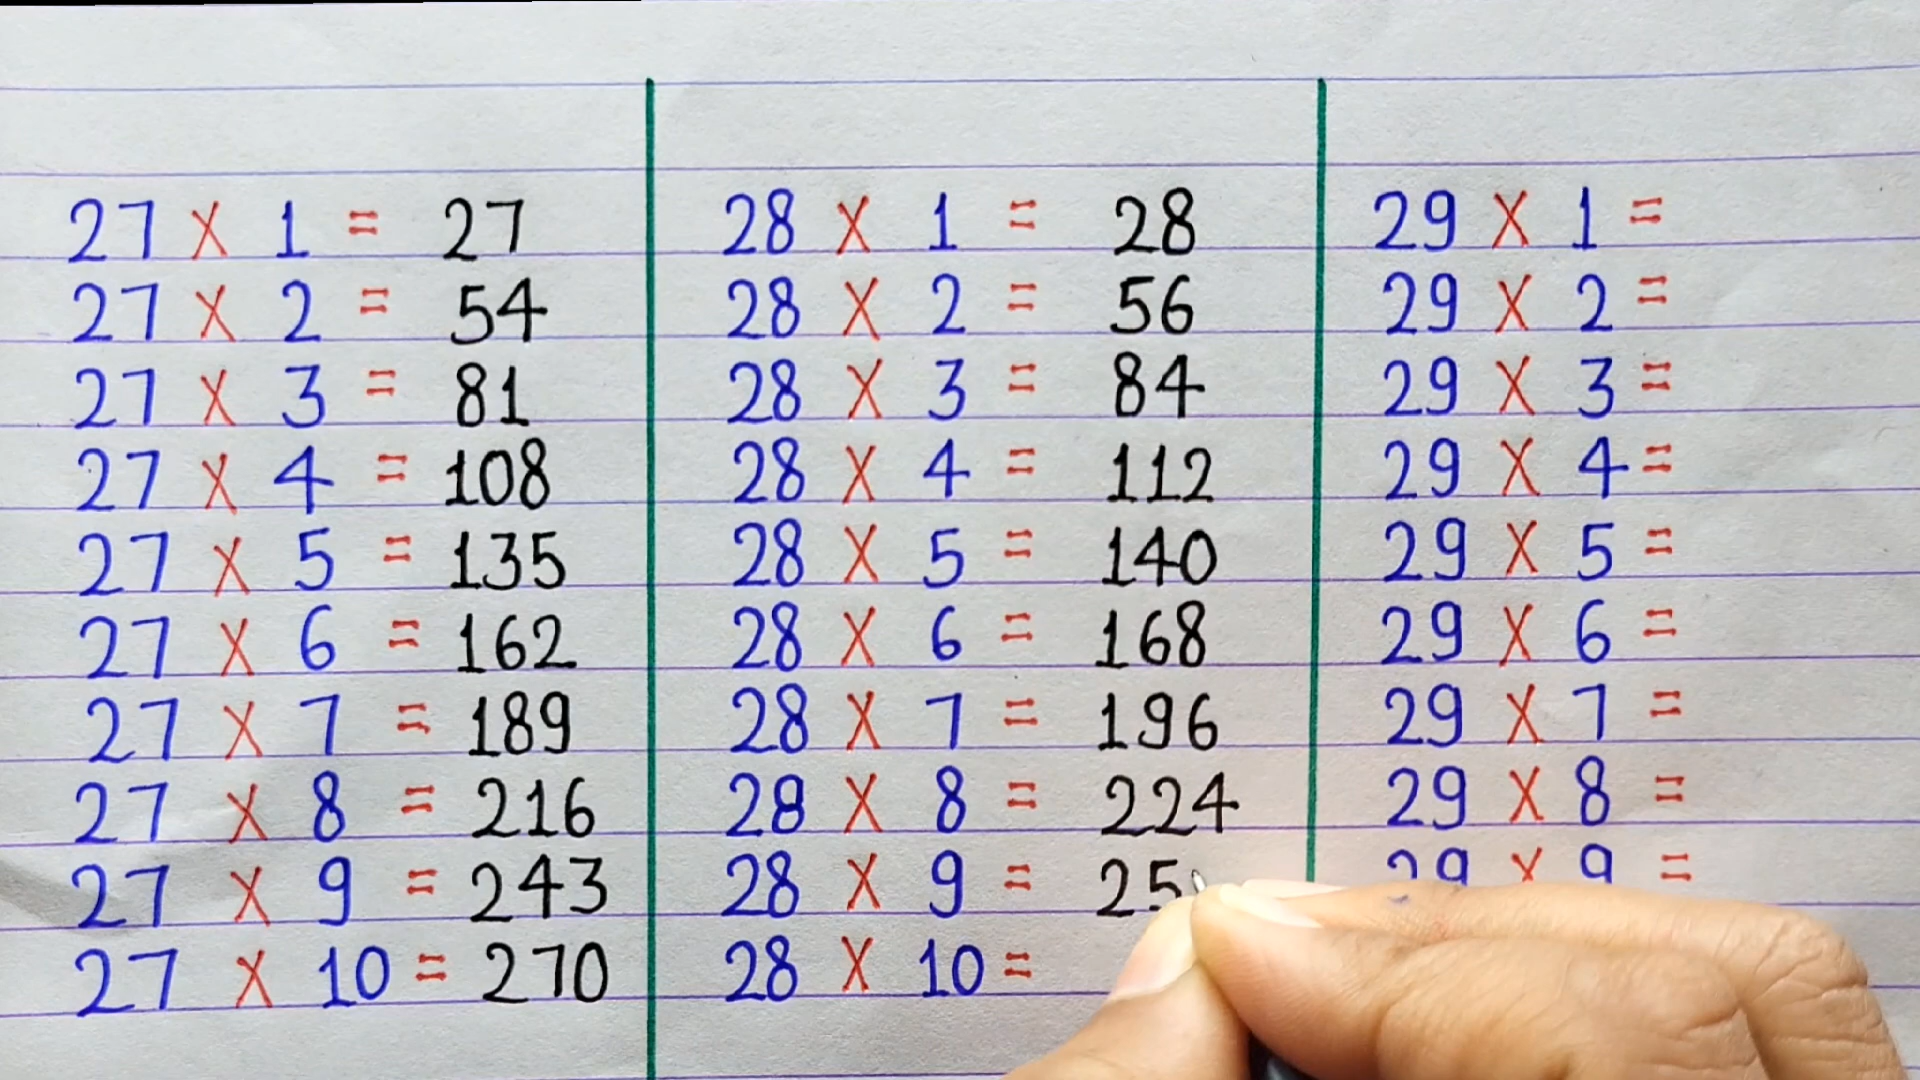 27 X 1 = 27
27 X 2 = 54
27 X 3 = 81
27 X 4 = 108
27 X 5 = 135
27 X 6 = 162
27 X 7 = 189
27 X 8 = 216
27 X 9 = 243
27 X 10 = 270
28 X 1 = 28
28 X 2 = 56
28 X 3 = 84
28 X 4 = 112
28 X 5 = 140
28 X 6 = 168
28 X 7 = 196
28 X 8 = 224
28 X 9 = 25
28 X 10 =
29 X 1 =
29 X 2 =
29 X 3 =
29 X 4 =
29 X 5 =
29 X 6 =
29 X 7 =
29 X 8 =
29 X 9 =